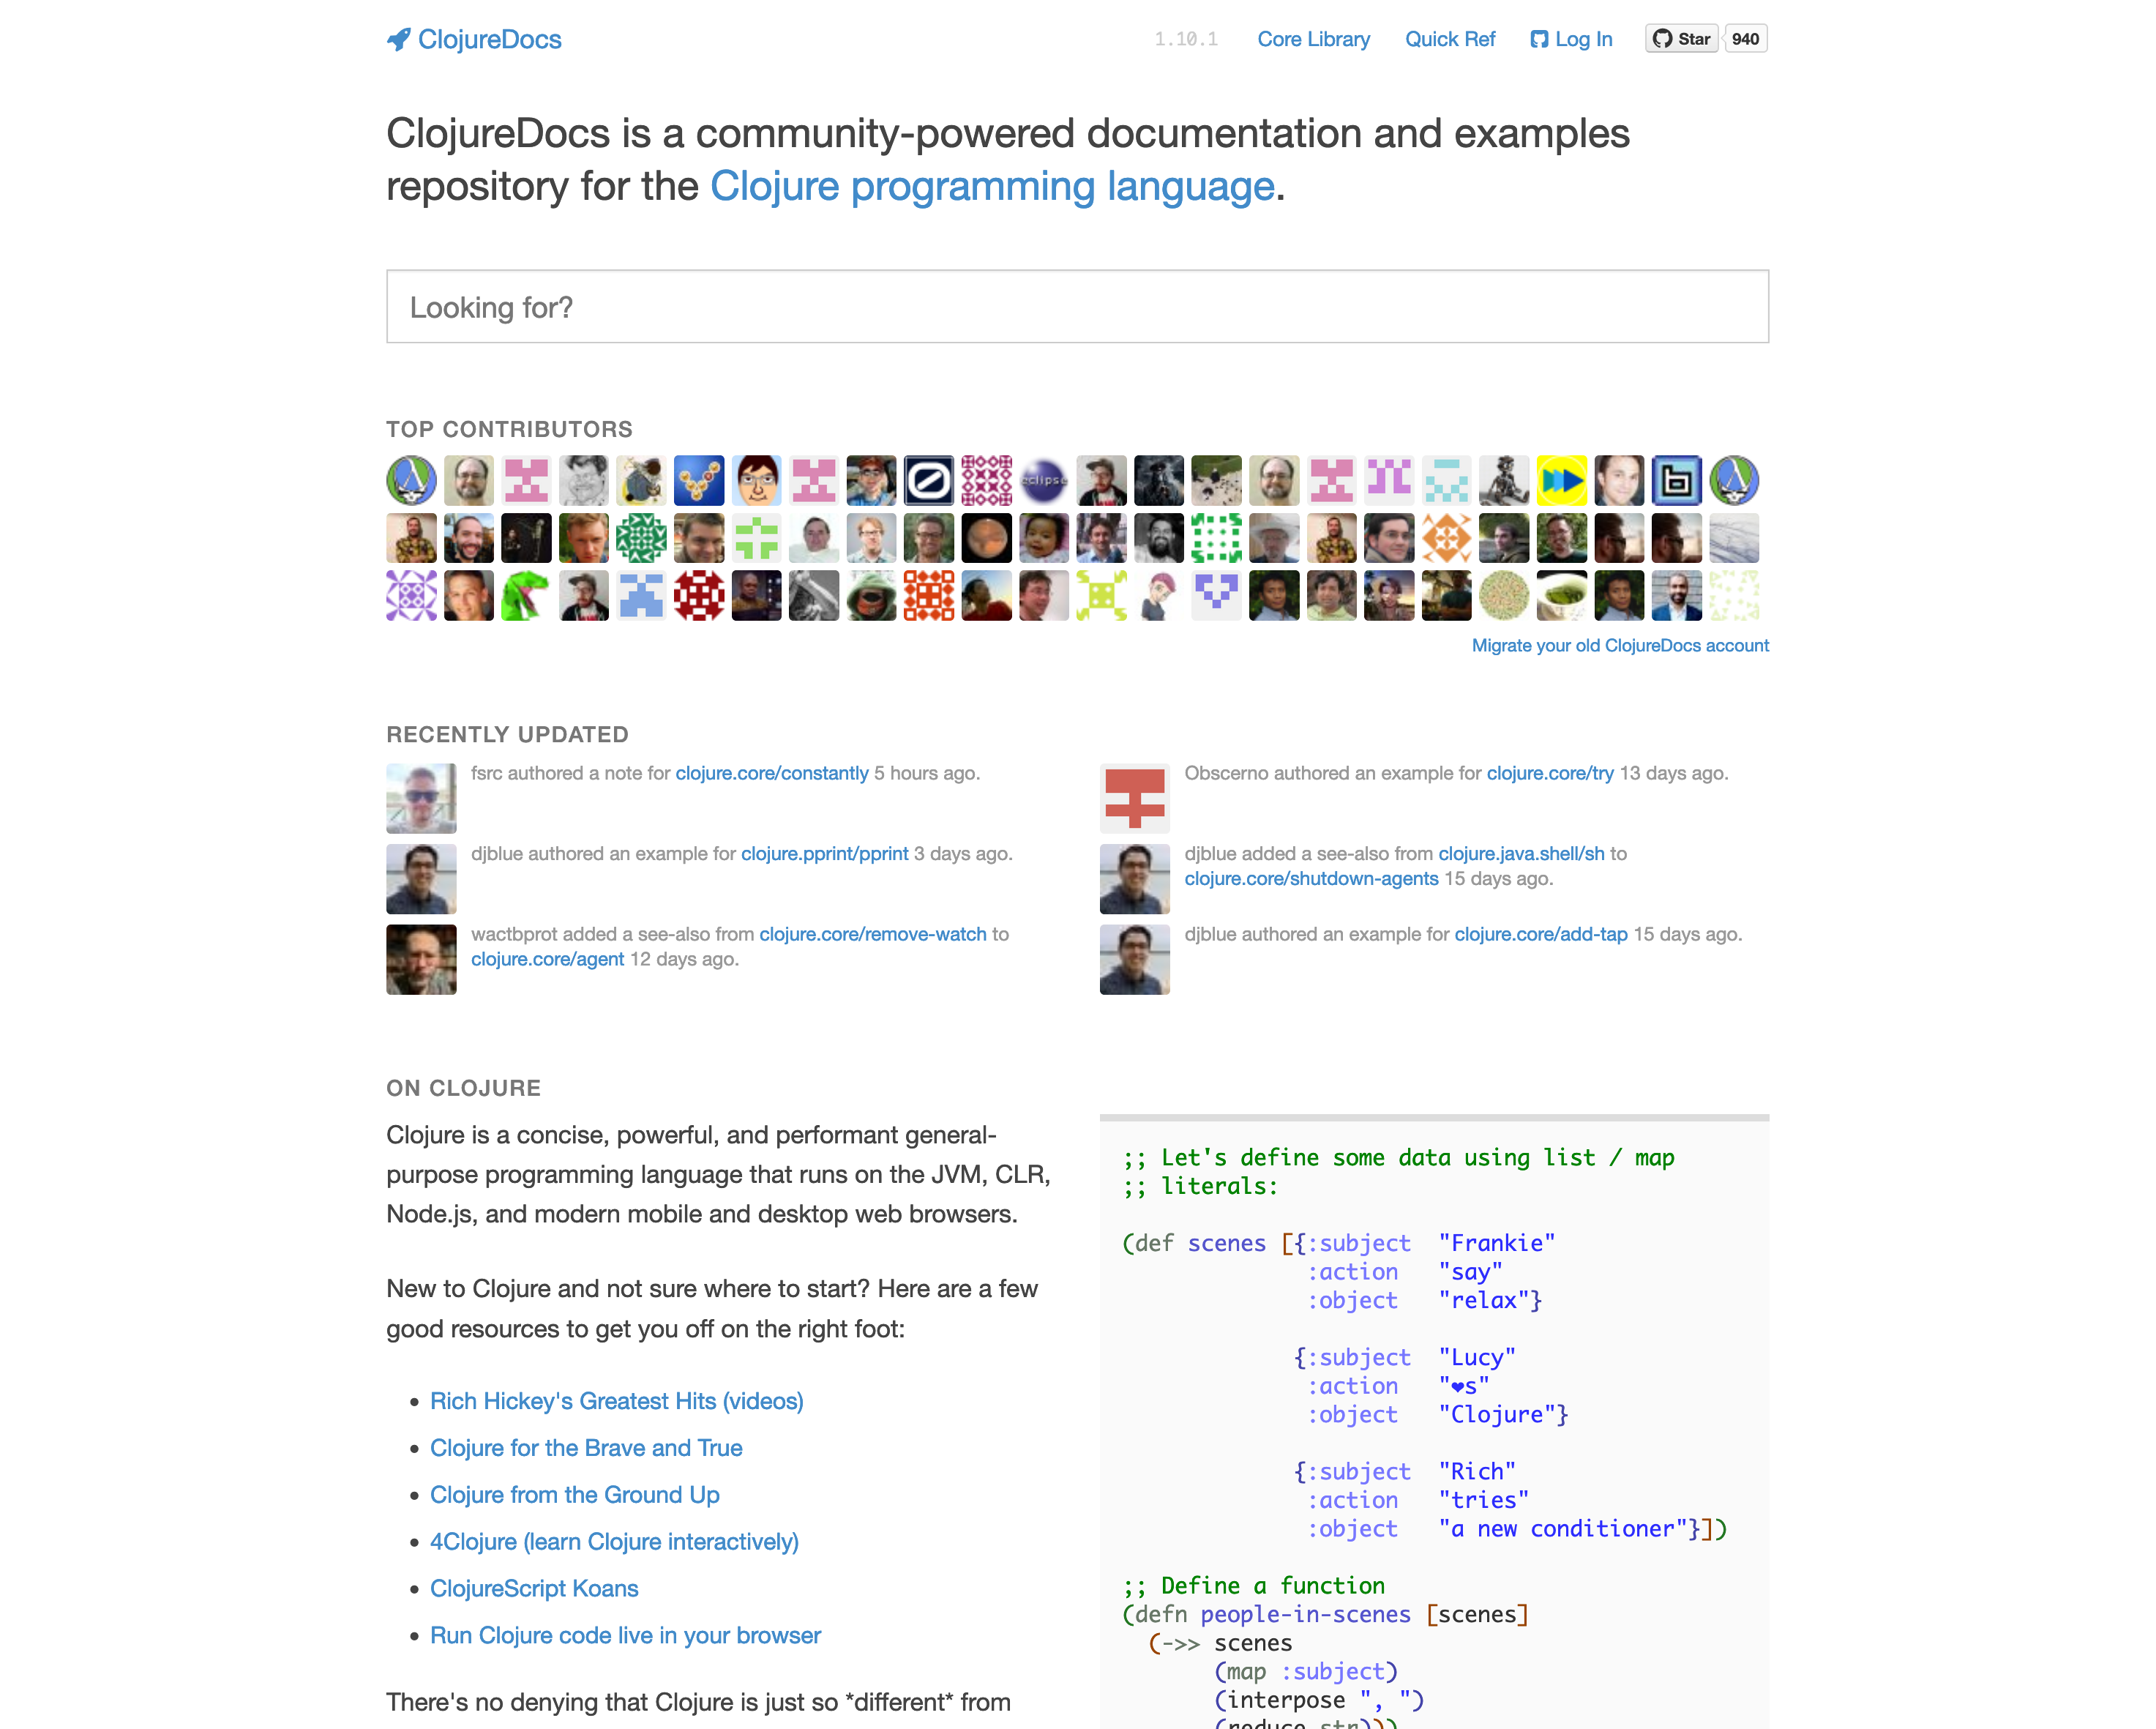 ClojureDocs
1.10.1 Core Library Quick Ref Log In Star 940
ClojureDocs is a community-powered documentation and examples
repository for the Clojure programming language.
Looking for?
TOP CONTRIBUTORS
eclipse
Migrate your old ClojureDocs account
RECENTLY UPDATED
fsrc authored a note for clojure.core/constantly 5 hours ago.
djblue authored an example for clojure.pprint/pprint 3 days ago.
wactbprot added a see-also from clojure.core/remove-watch to
clojure.core/agent 12 days ago.
Obscerno authored an example for clojure.core/try 13 days ago.
djblue added a see-also from clojure.java.shell/sh to
clojure.core/shutdown-agents 15 days ago.
djblue authored an example for clojure.core/add-tap 15 days ago.
ON CLOJURE
Clojure is a concise, powerful, and performant general-
purpose programming language that runs on the JVM, CLR,
Node.js, and modern mobile and desktop web browsers.
New to Clojure and not sure where to start? Here are a few
good resources to get you off on the right foot:
• Rich Hickey's Greatest Hits (videos)
• Clojure for the Brave and True
• Clojure from the Ground Up
• 4Clojure (learn Clojure interactively)
• ClojureScript Koans
• Run Clojure code live in your browser
There's no denying that Clojure is just so *different* from
;; Let's define some data using list / map
;; literals:
(def scenes [{:subject "Frankie"
:action "say"
:object "relax"}
{:subject "Lucy"
:action "❤s"
:object "Clojure"}
{:subject "Rich"
:action "tries"
:object "a new conditioner"}])
;; Define a function
(defn people-in-scenes [scenes]
(->> scenes
(map :subject)
(interpose ", ")
(reduce str)))